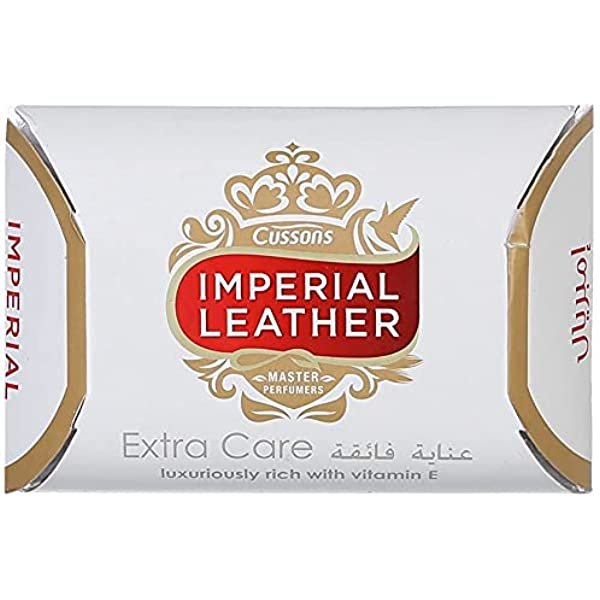 Cussons
IMPERIAL
LEATHER
MASTER
PERFUMERS
Extra Care عناية فائقة
luxuriously rich with vitamin E
IMPERIAL